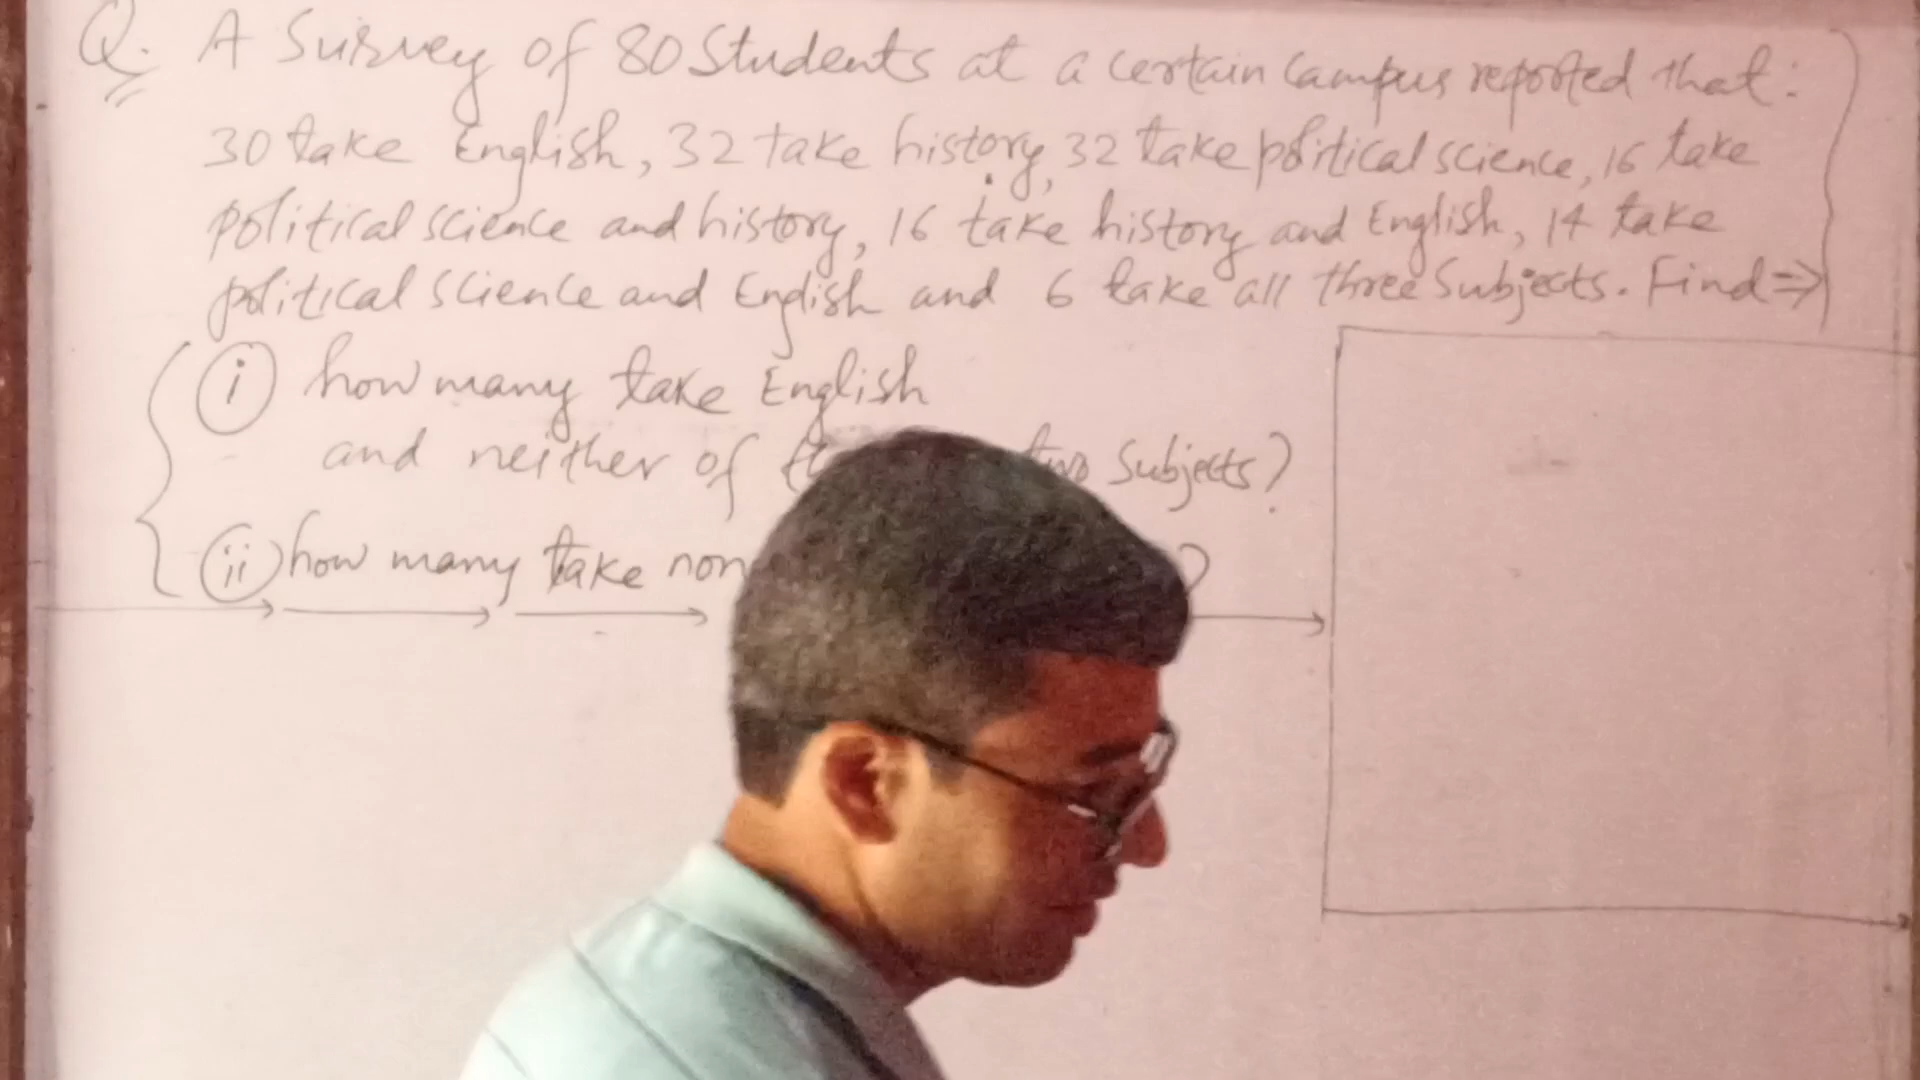 Q. A Survey of 80 Students at a certain Campus reported that:
30 take English, 32 take history, 32 take political science, 16 take
political science and history, 16 take history and English, 14 take
political science and English and 6 take all three Subjects. Find ⇒
(i) how many take English
and neither of two Subjects?
(ii) how many take ?